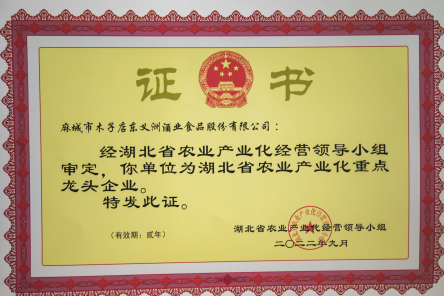 证书
麻城市木子店东义洲酒业食品股份有限公司：
经湖北省农业产业化经营领导小组
审定，你单位为湖北省农业产业化重点
龙头企业。
特发此证。
（有效期：贰年）
湖北省农业产业化经营领导小组
二〇二二年九月